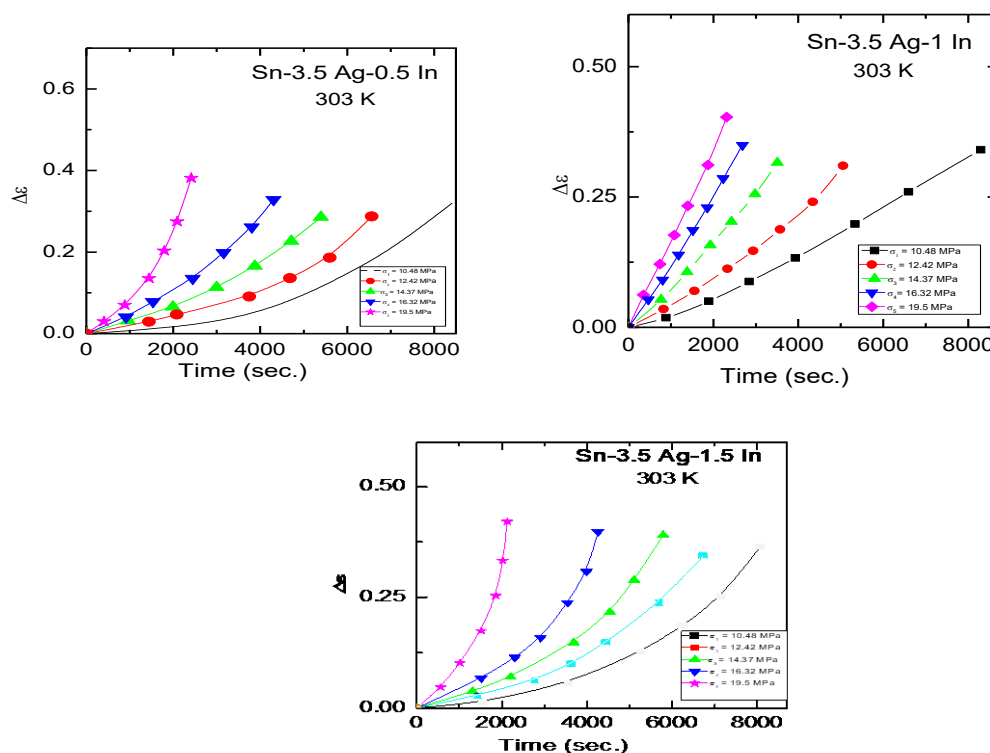 Sn-3.5 Ag-0.5 In
303 K
0.6
0.4
0.2
0.0
Δε
σ₁ = 10.48 MPa
σ₂ = 12.42 MPa
σ₃ = 14.37 MPa
σ₄ = 16.32 MPa
σ₅ = 19.5 MPa
0 2000 4000 6000 8000
Time (sec.)
Sn-3.5 Ag-1 In
303 K
0.50
0.25
0.00
Δε
σ₁ = 10.48 MPa
σ₂ = 12.42 MPa
σ₃ = 14.37 MPa
σ₄ = 16.32 MPa
σ₅ = 19.5 MPa
0 2000 4000 6000 8000
Time (sec.)
Sn-3.5 Ag-1.5 In
303 K
0.50
0.25
0.00
Δε
= 10.48 MPa
= 12.42 MPa
= 14.37 MPa
= 16.32 MPa
= 19.5 MPa
0 2000 4000 6000 8000
Time (sec.)